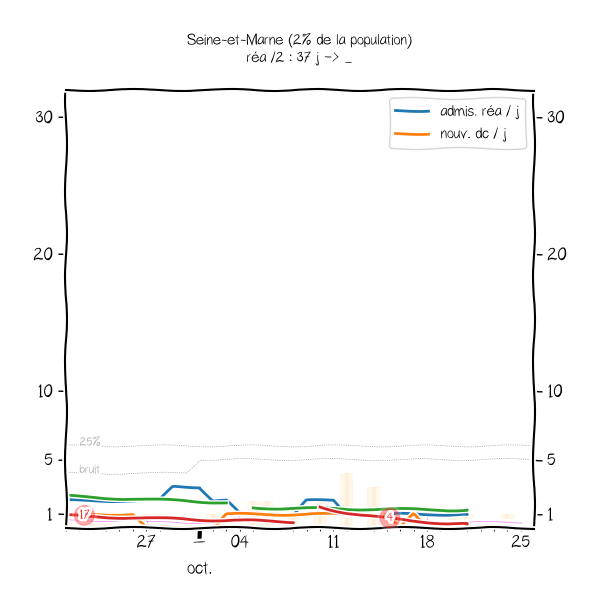 Seine-et-Marne (2% de la population)
réa /2 : 37 j -> _
admis. réa / j
nouv. dc / j
30 30
20 20
10 10
25%
5 5
bruit
1 17 4 1
27 04 11 18 25
oct.